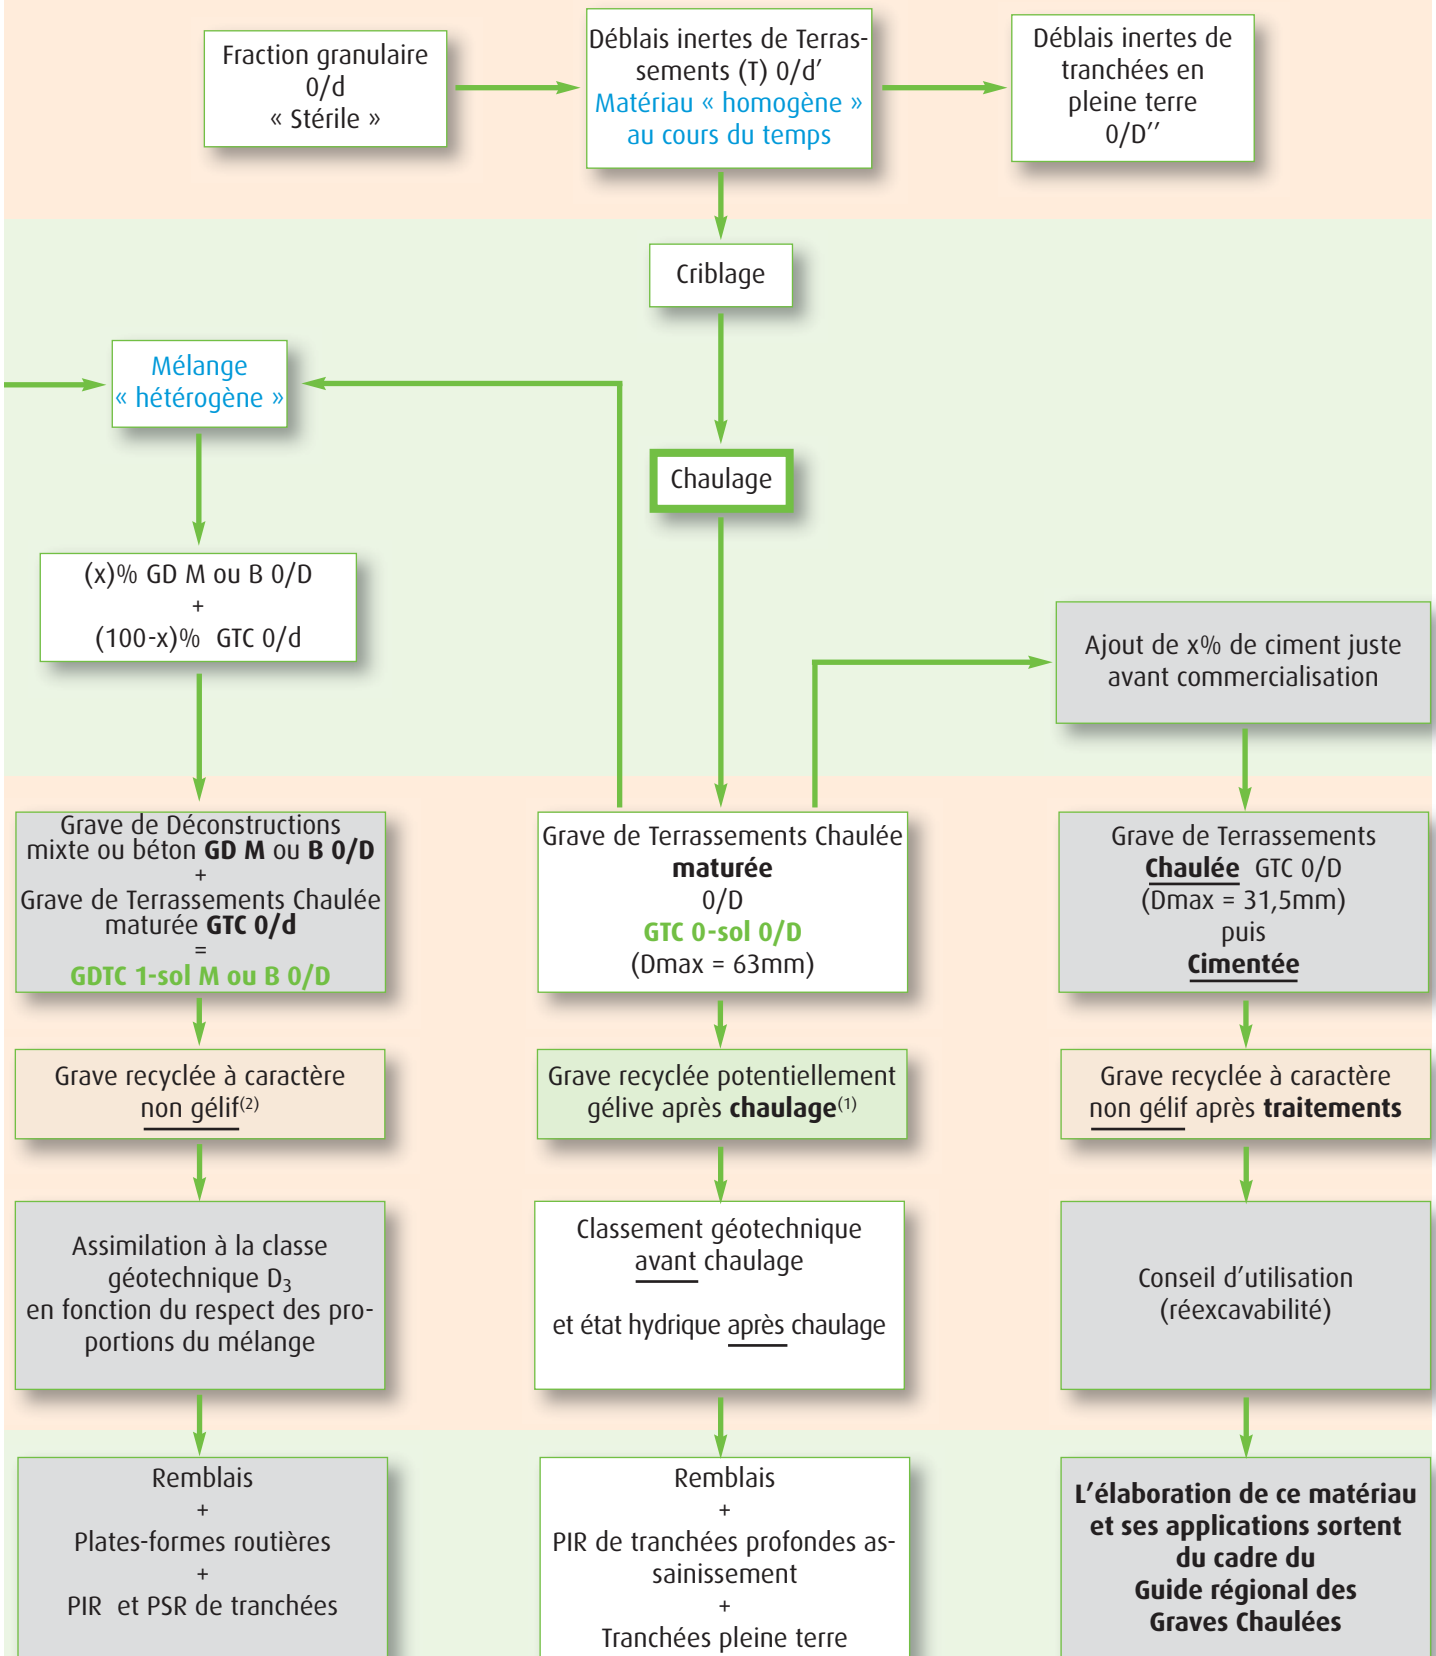 Fraction granulaire
0/d
« Stérile »
Déblais inertes de Terras-
sements (T) 0/d’
Matériau « homogène »
au cours du temps
Déblais inertes de
tranchées en
pleine terre
0/D’’
Criblage
Mélange
« hétérogène »
Chaulage
(x)% GD M ou B 0/D
+
(100-x)% GTC 0/d
Ajout de x% de ciment juste
avant commercialisation
Grave de Déconstructions
mixte ou béton GD M ou B 0/D
+
Grave de Terrassements Chaulée
maturée GTC 0/d
=
GDTC 1-sol M ou B 0/D
Grave de Terrassements Chaulée
maturée
0/D
GTC 0-sol 0/D
(Dmax = 63mm)
Grave de Terrassements
Chaulée GTC 0/D
(Dmax = 31,5mm)
puis
Cimentée
Grave recyclée à caractère
non gélif(2)
Grave recyclée potentiellement
gélive après chaulage(1)
Grave recyclée à caractère
non gélif après traitements
Assimilation à la classe
géotechnique D3
en fonction du respect des pro-
portions du mélange
Classement géotechnique
avant chaulage
et état hydrique après chaulage
Conseil d’utilisation
(réexcavabilité)
Remblais
+
Plates-formes routières
+
PIR et PSR de tranchées
Remblais
+
PIR de tranchées profondes as-
sainissement
+
Tranchées pleine terre
L’élaboration de ce matériau
et ses applications sortent
du cadre du
Guide régional des
Graves Chaulées